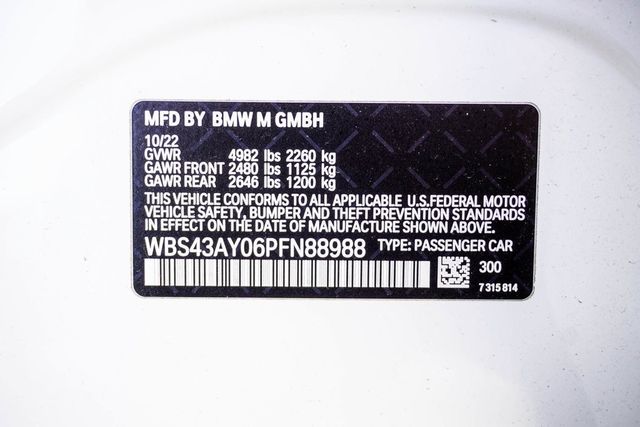 MFD BY BMW M GMBH
10/22
GVWR 4982 lbs 2260 kg
GAWR FRONT 2480 lbs 1125 kg
GAWR REAR 2646 lbs 1200 kg
THIS VEHICLE CONFORMS TO ALL APPLICABLE U.S.FEDERAL MOTOR
VEHICLE SAFETY, BUMPER AND THEFT PREVENTION STANDARDS
IN EFFECT ON THE DATE OF MANUFACTURE SHOWN ABOVE.
WBS43AY06PFN88988 TYPE: PASSENGER CAR
300
7 315 814